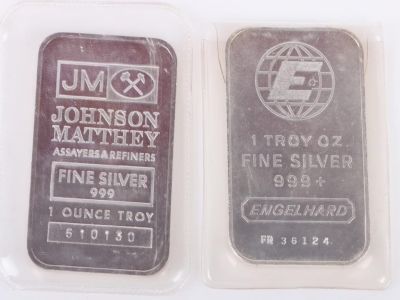 JM
JOHNSON
MATTHEY
ASSAYERS & REFINERS
FINE SILVER
999
1 OUNCE TROY
610130
E
1 TROY OZ.
FINE SILVER
999+
ENGELHARD
FR 36124